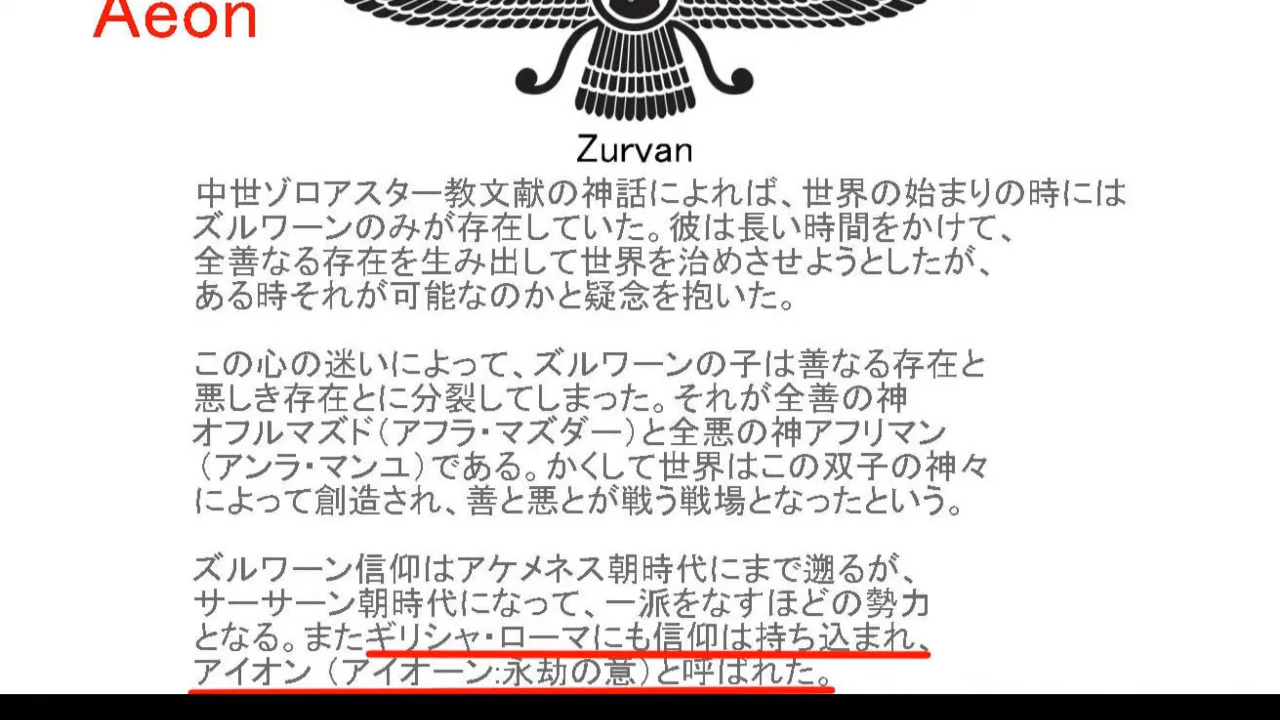 Aeon
Zurvan
中世ゾロアスター教文献の神話によれば、世界の始まりの時には
ズルワーンのみが存在していた。彼は長い時間をかけて、
全善なる存在を生み出して世界を治めさせようとしたが、
ある時それが可能なのかと疑念を抱いた。
この心の迷いによって、ズルワーンの子は善なる存在と
悪しき存在とに分裂してしまった。それが全善の神
オフルマズド（アフラ・マズダー）と全悪の神アフリマン
（アンラ・マンユ）である。かくして世界はこの双子の神々
によって創造され、善と悪とが戦う戦場となったという。
ズルワーン信仰はアケメネス朝時代にまで遡るが、
サーサーン朝時代になって、一派をなすほどの勢力
となる。またギリシャ・ローマにも信仰は持ち込まれ、
アイオン（アイオーン:永劫の意）と呼ばれた。